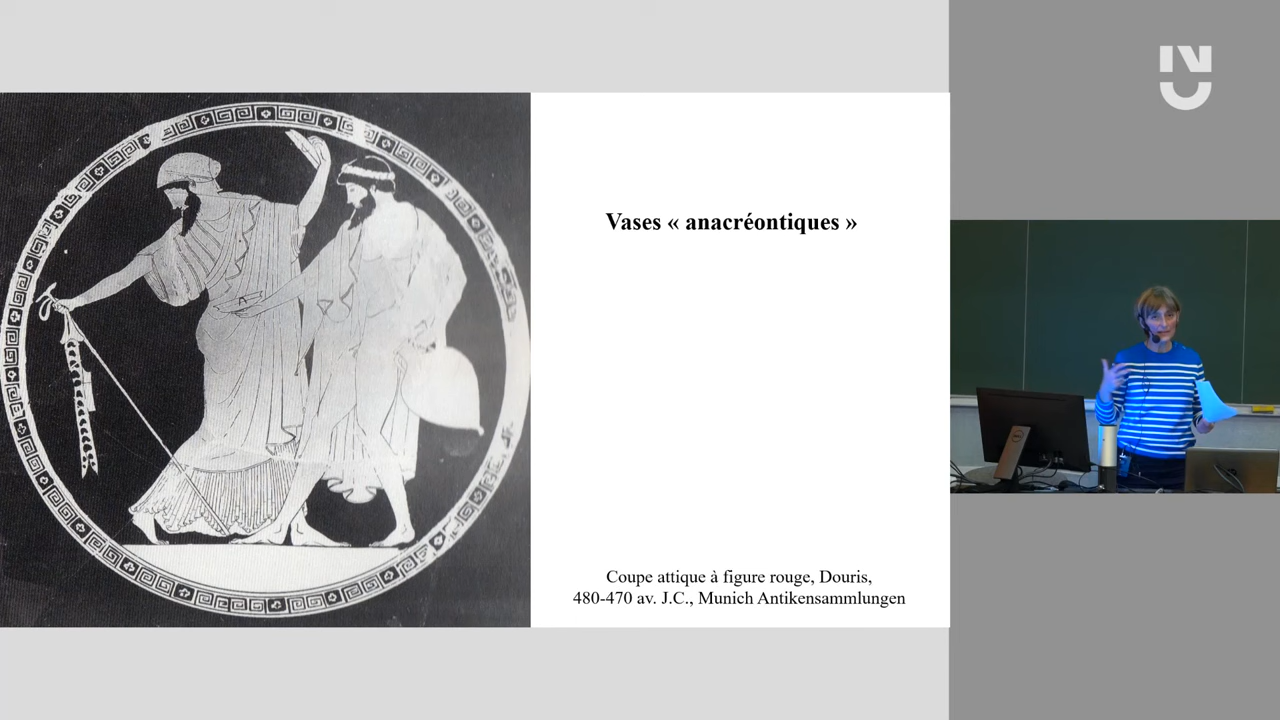 Vases « anacréontiques »
Coupe attique à figure rouge, Douris,
480-470 av. J.C., Munich Antikensammlungen